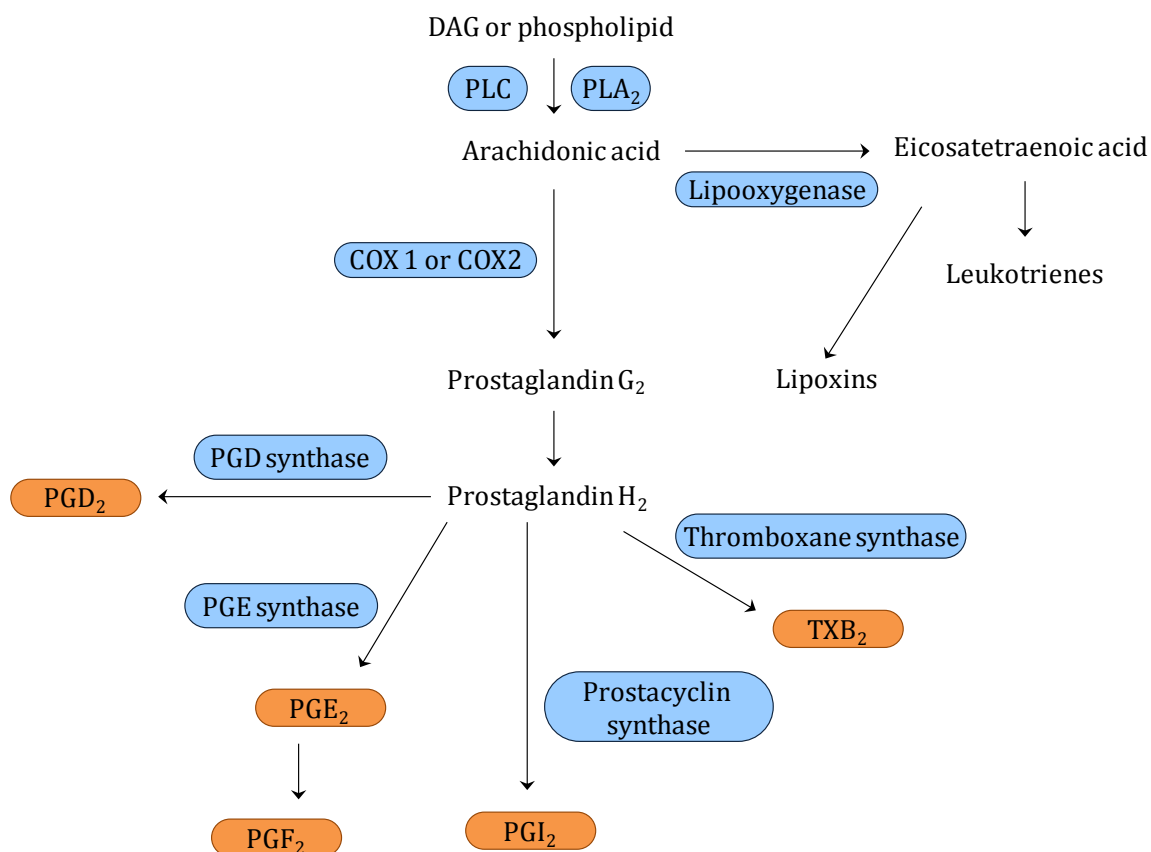 DAG or phospholipid
PLC
PLA₂
Arachidonic acid
Eicosatetraenoic acid
Lipooxygenase
COX 1 or COX2
Leukotrienes
Prostaglandin G₂
Lipoxins
PGD synthase
PGD₂
Prostaglandin H₂
Thromboxane synthase
PGE synthase
TXB₂
PGE₂
Prostacyclin
synthase
PGF₂
PGI₂